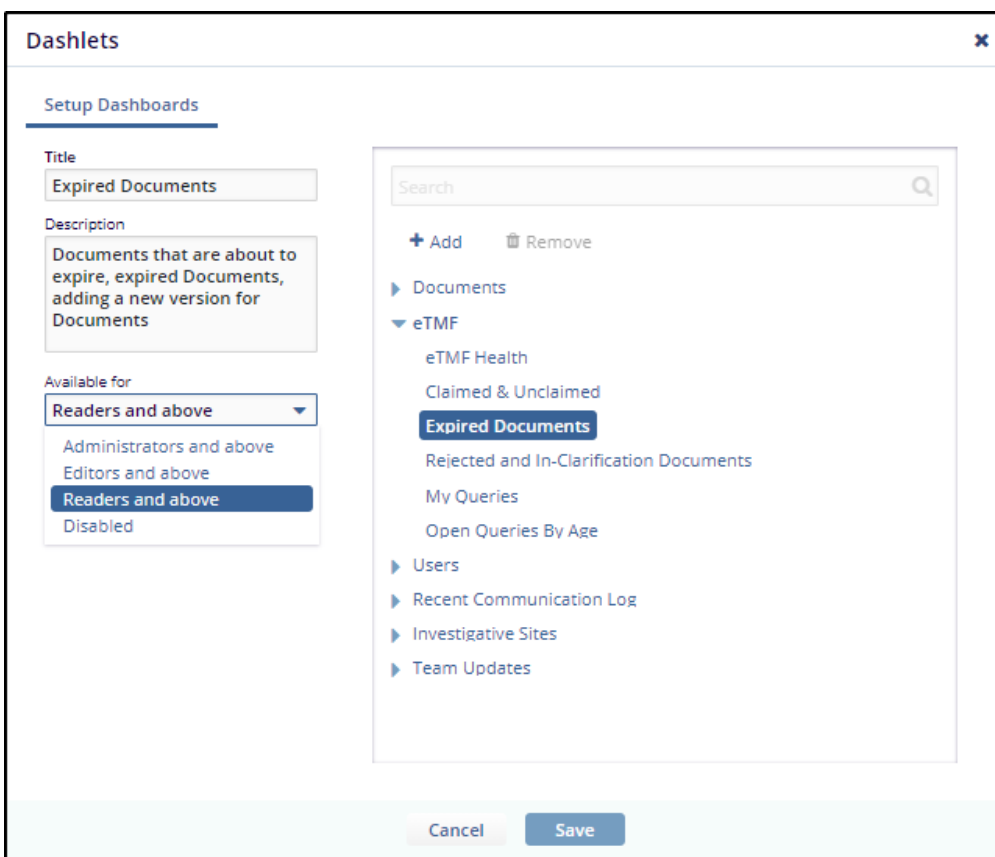 Dashlets
Setup Dashboards
Title
Expired Documents
Description
Documents that are about to
expire, expired Documents,
adding a new version for
Documents
Available for
Readers and above
Administrators and above
Editors and above
Readers and above
Disabled
Search
Add
Remove
Documents
eTMF
eTMF Health
Claimed & Unclaimed
Expired Documents
Rejected and In-Clarification Documents
My Queries
Open Queries By Age
Users
Recent Communication Log
Investigative Sites
Team Updates
Cancel
Save